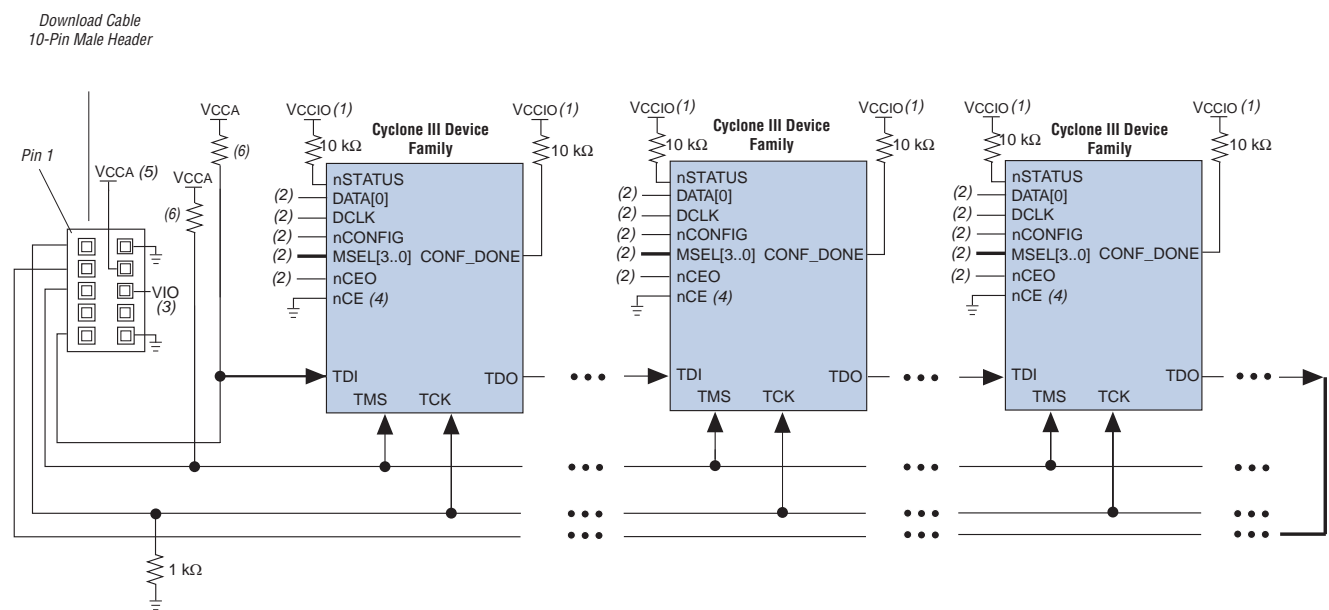 Download Cable
10-Pin Male Header
VCCA
VCCIO (1)
VCCIO (1)
VCCIO (1)
VCCIO (1)
VCCIO (1)
VCCIO (1)
Cyclone III Device
Family
Cyclone III Device
Family
Cyclone III Device
Family
(6)
10 kΩ
10 kΩ
10 kΩ
10 kΩ
10 kΩ
10 kΩ
Pin 1
VCCA (5)
VCCA
(6)
VIO
(3)
nSTATUS
(2) DATA[0]
(2) DCLK
(2) nCONFIG
(2) MSEL[3..0] CONF_DONE
(2) nCEO
nCE (4)
TDI
TDO
TMS TCK
nSTATUS
(2) DATA[0]
(2) DCLK
(2) nCONFIG
(2) MSEL[3..0] CONF_DONE
(2) nCEO
nCE (4)
TDI
TDO
TMS TCK
nSTATUS
(2) DATA[0]
(2) DCLK
(2) nCONFIG
(2) MSEL[3..0] CONF_DONE
(2) nCEO
nCE (4)
TDI
TDO
TMS TCK
1 kΩ